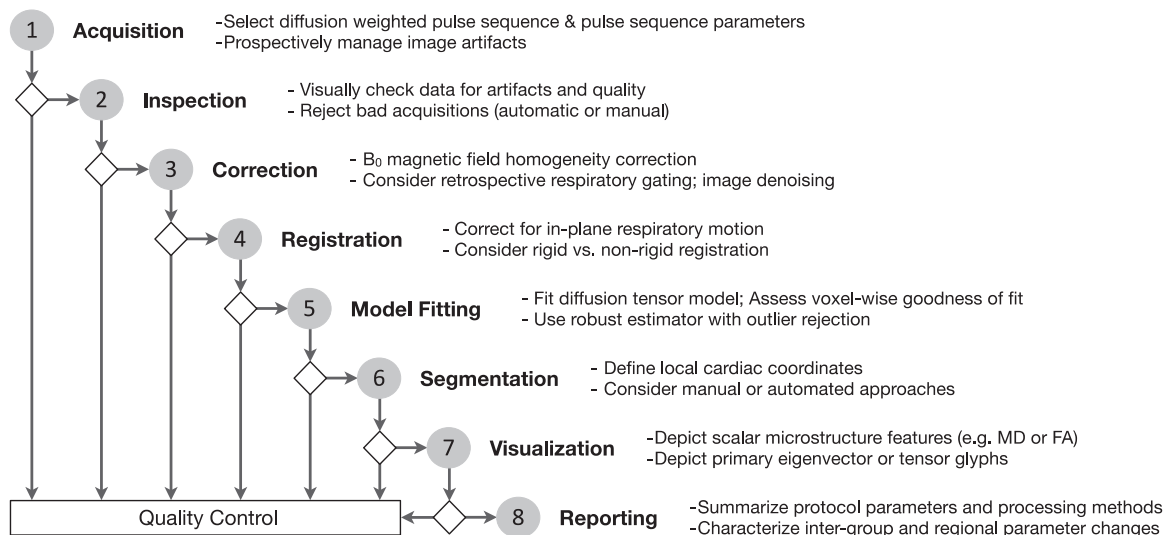 1 Acquisition
-Select diffusion weighted pulse sequence & pulse sequence parameters
-Prospectively manage image artifacts
2 Inspection
- Visually check data for artifacts and quality
- Reject bad acquisitions (automatic or manual)
3 Correction
- B₀ magnetic field homogeneity correction
- Consider retrospective respiratory gating; image denoising
4 Registration
- Correct for in-plane respiratory motion
- Consider rigid vs. non-rigid registration
5 Model Fitting
- Fit diffusion tensor model; Assess voxel-wise goodness of fit
- Use robust estimator with outlier rejection
6 Segmentation
- Define local cardiac coordinates
- Consider manual or automated approaches
7 Visualization
-Depict scalar microstructure features (e.g. MD or FA)
-Depict primary eigenvector or tensor glyphs
Quality Control
8 Reporting
-Summarize protocol parameters and processing methods
-Characterize inter-group and regional parameter changes